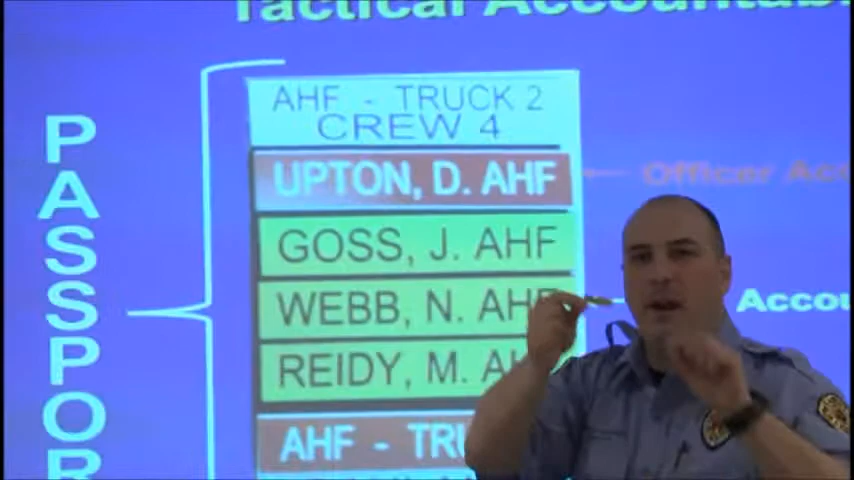 Tactical Accountab
PASSPOR
AHF - TRUCK 2
CREW 4
UPTON, D. AHF
Officer Acc
GOSS, J. AHF
WEBB, N. AHF
Accou
REIDY, M. AH
AHF - TRU